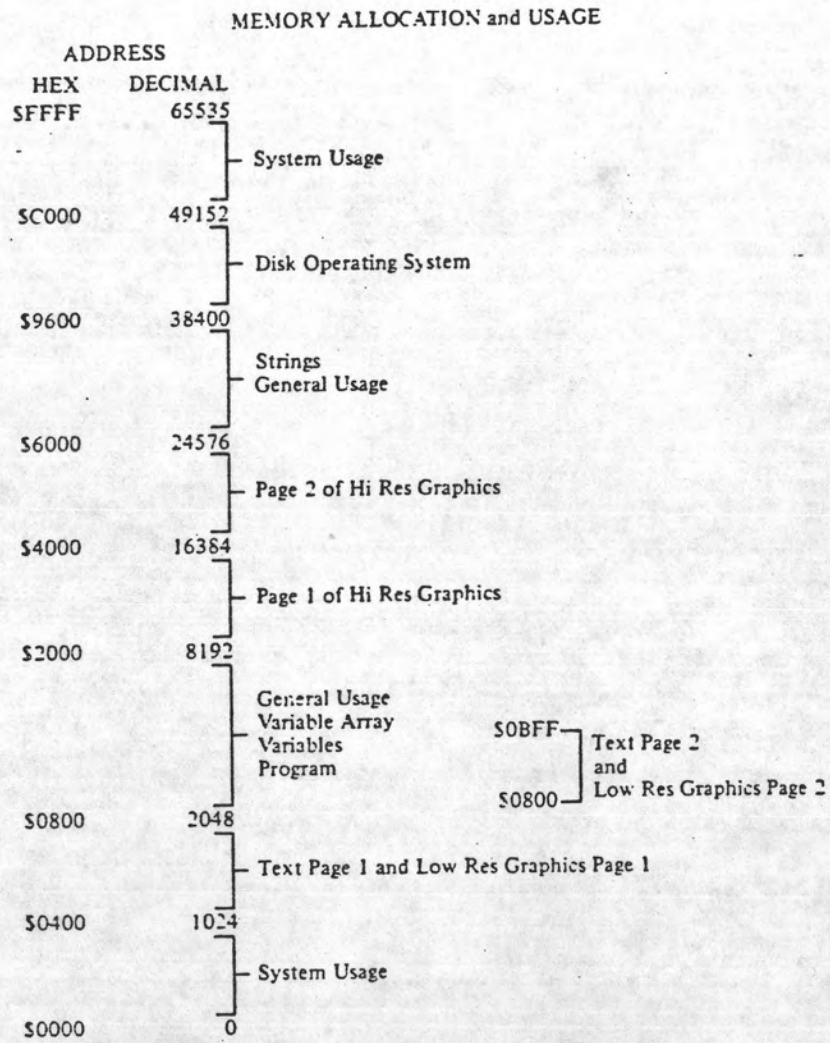 MEMORY ALLOCATION and USAGE
ADDRESS
HEX DECIMAL
$FFFF 65535
System Usage
$C000 49152
Disk Operating System
$9600 38400
Strings
General Usage
$6000 24576
Page 2 of Hi Res Graphics
$4000 16384
Page 1 of Hi Res Graphics
$2000 8192
General Usage
Variable Array
Variables
Program
$0BFF
Text Page 2
and
Low Res Graphics Page 2
$0800
$0800 2048
Text Page 1 and Low Res Graphics Page 1
$0400 1024
System Usage
$0000 0